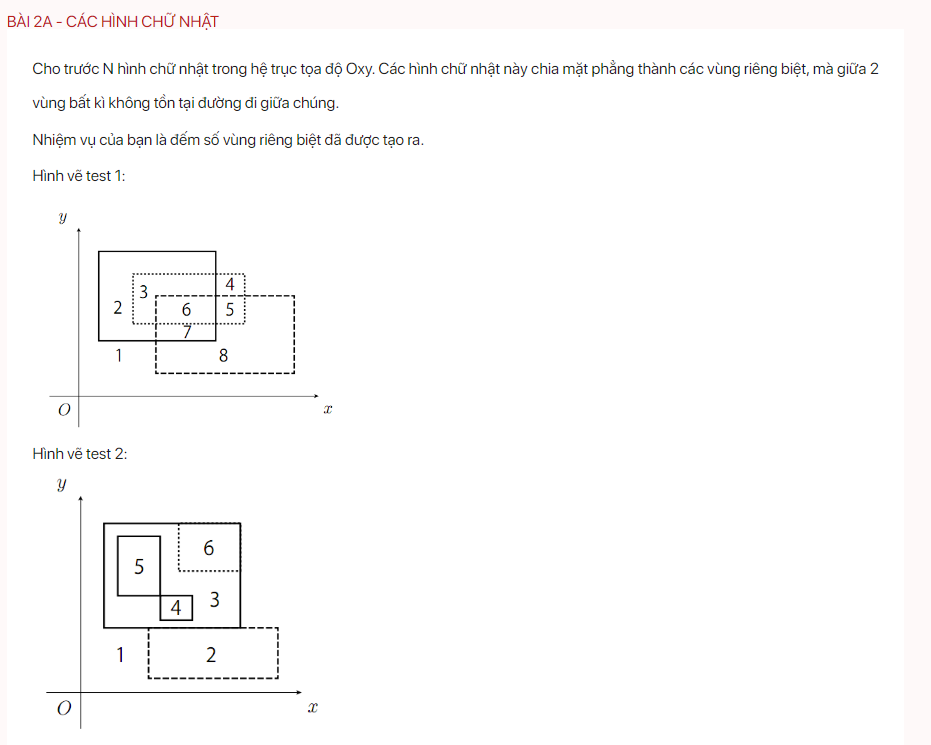 BÀI 2A - CÁC HÌNH CHỮ NHẬT
Cho trước N hình chữ nhật trong hệ trục tọa độ Oxy. Các hình chữ nhật này chia mặt phẳng thành các vùng riêng biệt, mà giữa 2
vùng bất kì không tồn tại đường đi giữa chúng.
Nhiệm vụ của bạn là đếm số vùng riêng biệt đã được tạo ra.
Hình vẽ test 1:
y
3
4
2
6
5
7
1
8
O
x
Hình vẽ test 2:
y
6
5
4
3
1
2
O
x